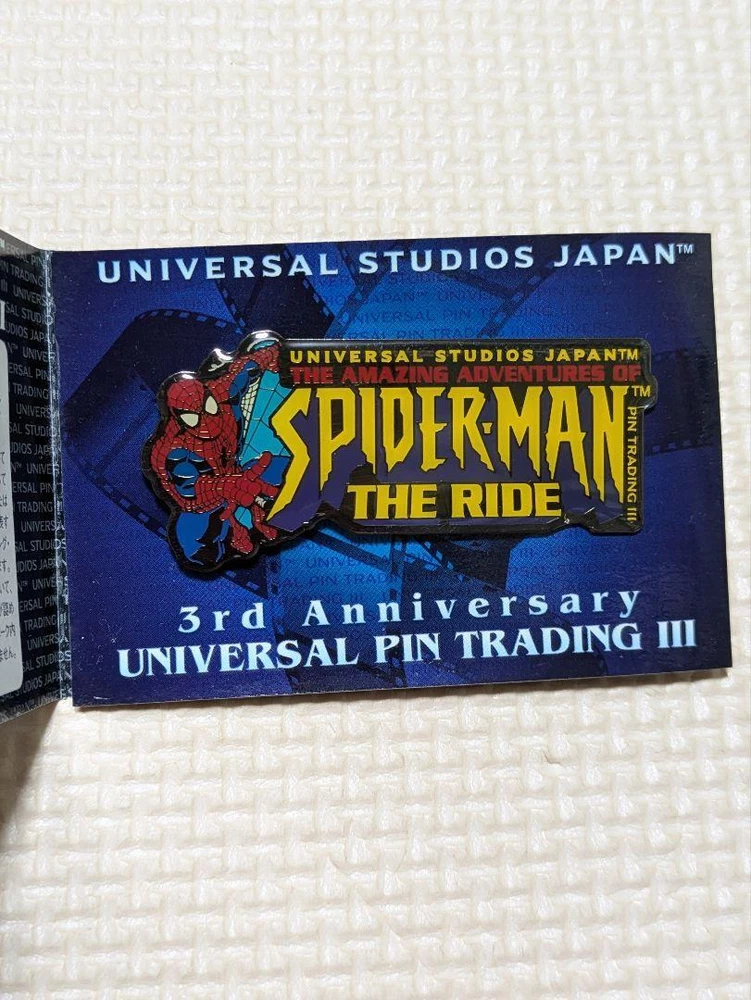 UNIVERSAL STUDIOS JAPAN™
UNIVERSAL STUDIOS JAPAN™
THE AMAZING ADVENTURES OF
SPIDER-MAN™
THE RIDE
PIN TRADING III
3rd Anniversary
UNIVERSAL PIN TRADING III